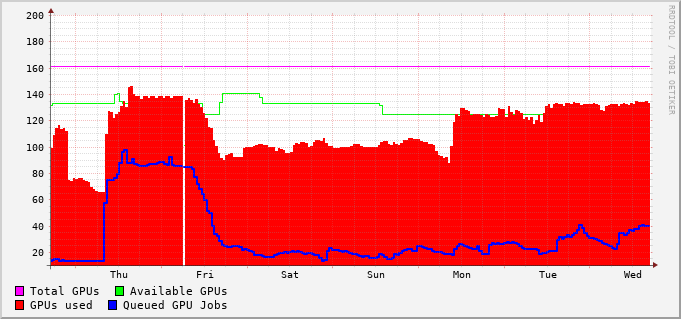 RRDTOOL / TOBI OETIKER
200
180
160
140
120
100
80
60
40
20
Thu Fri Sat Sun Mon Tue Wed
Total GPUs Available GPUs
GPUs used Queued GPU Jobs